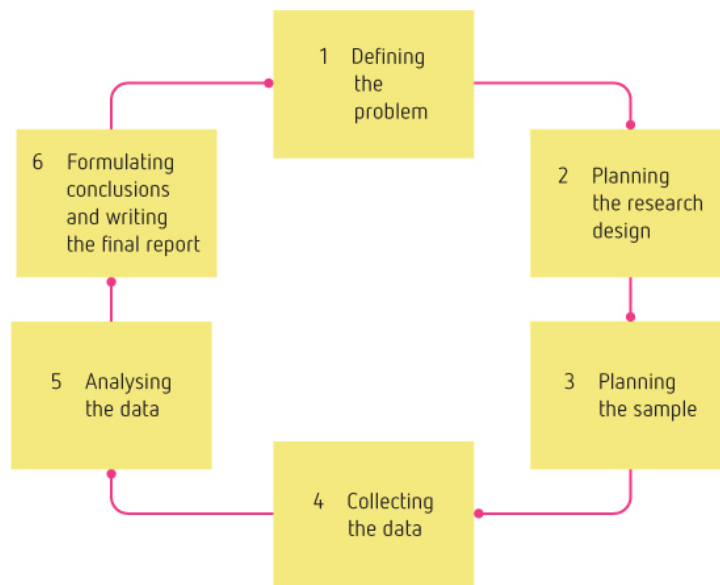 1 Defining
the
problem
2 Planning
the research
design
3 Planning
the sample
4 Collecting
the data
5 Analysing
the data
6 Formulating
conclusions
and writing
the final report